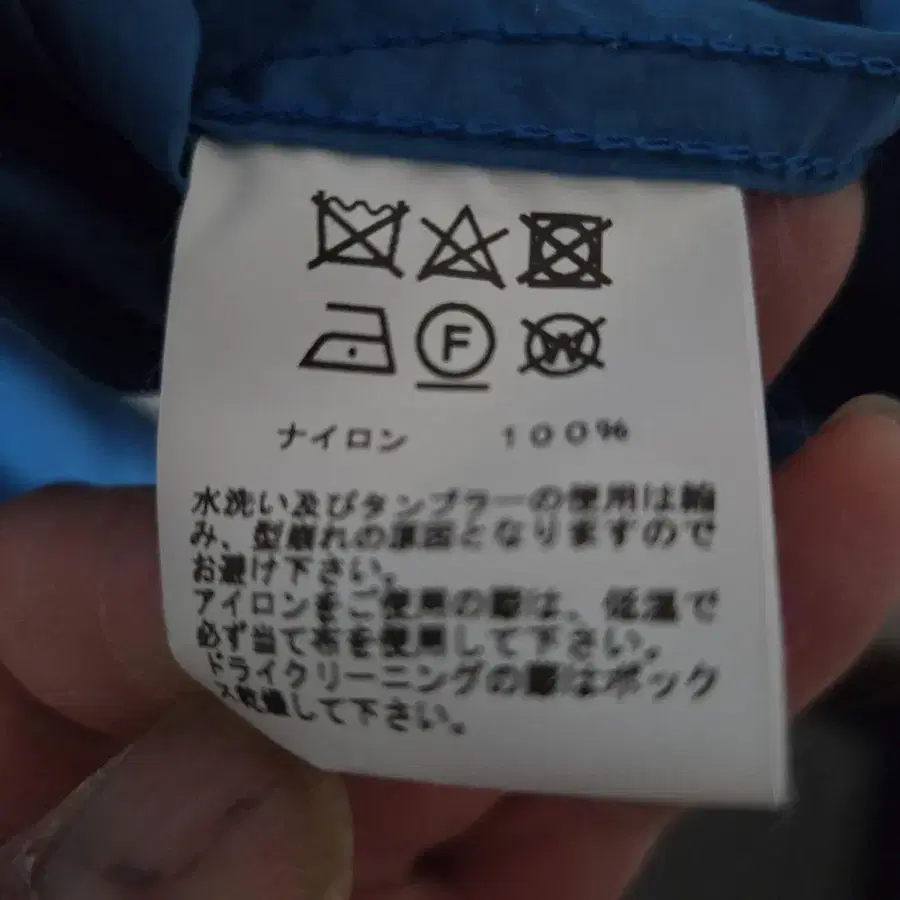 F
W
ナイロン 100%
水洗い及びタンブラーの使用は縮
み、型崩れの原因となりますので
お避け下さい。
アイロンをご使用の際は、低温で
必ず当て布を使用して下さい。
ドライクリーニングの際はボック
ス乾燥して下さい。